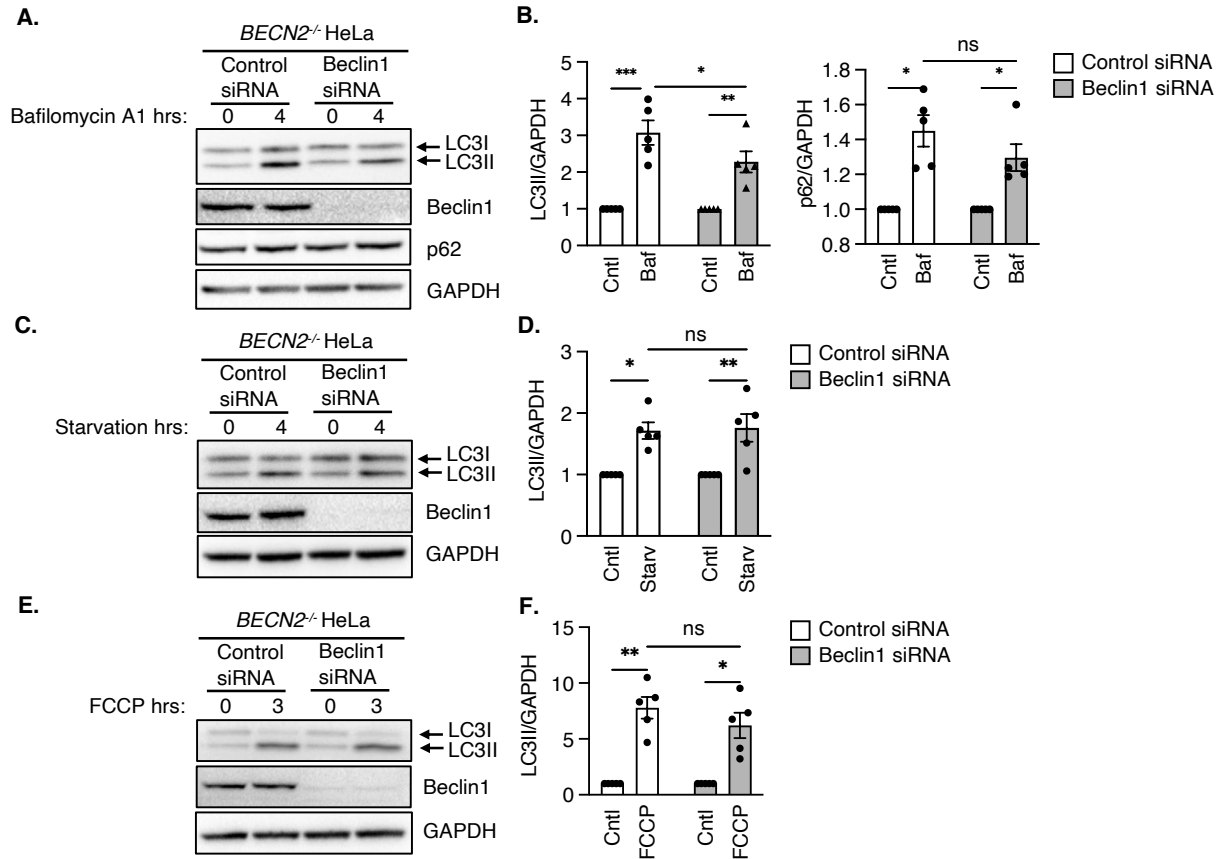 A.
BECN2-/- HeLa
Control siRNA
Beclin1 siRNA
Bafilomycin A1 hrs: 0 4 0 4
LC3I
LC3II
Beclin1
p62
GAPDH
B.
LC3II/GAPDH
5
4
3
2
1
0
***
*
**
Cntl Baf Cntl Baf
p62/GAPDH
1.8
1.6
1.4
1.2
1.0
0.8
ns
*
*
Cntl Baf Cntl Baf
Control siRNA
Beclin1 siRNA
C.
BECN2-/- HeLa
Control siRNA
Beclin1 siRNA
Starvation hrs: 0 4 0 4
LC3I
LC3II
Beclin1
GAPDH
D.
LC3II/GAPDH
3
2
1
0
ns
*
**
Cntl Starv Cntl Starv
Control siRNA
Beclin1 siRNA
E.
BECN2-/- HeLa
Control siRNA
Beclin1 siRNA
FCCP hrs: 0 3 0 3
LC3I
LC3II
Beclin1
GAPDH
F.
LC3II/GAPDH
15
10
5
0
ns
**
*
Cntl FCCP Cntl FCCP
Control siRNA
Beclin1 siRNA